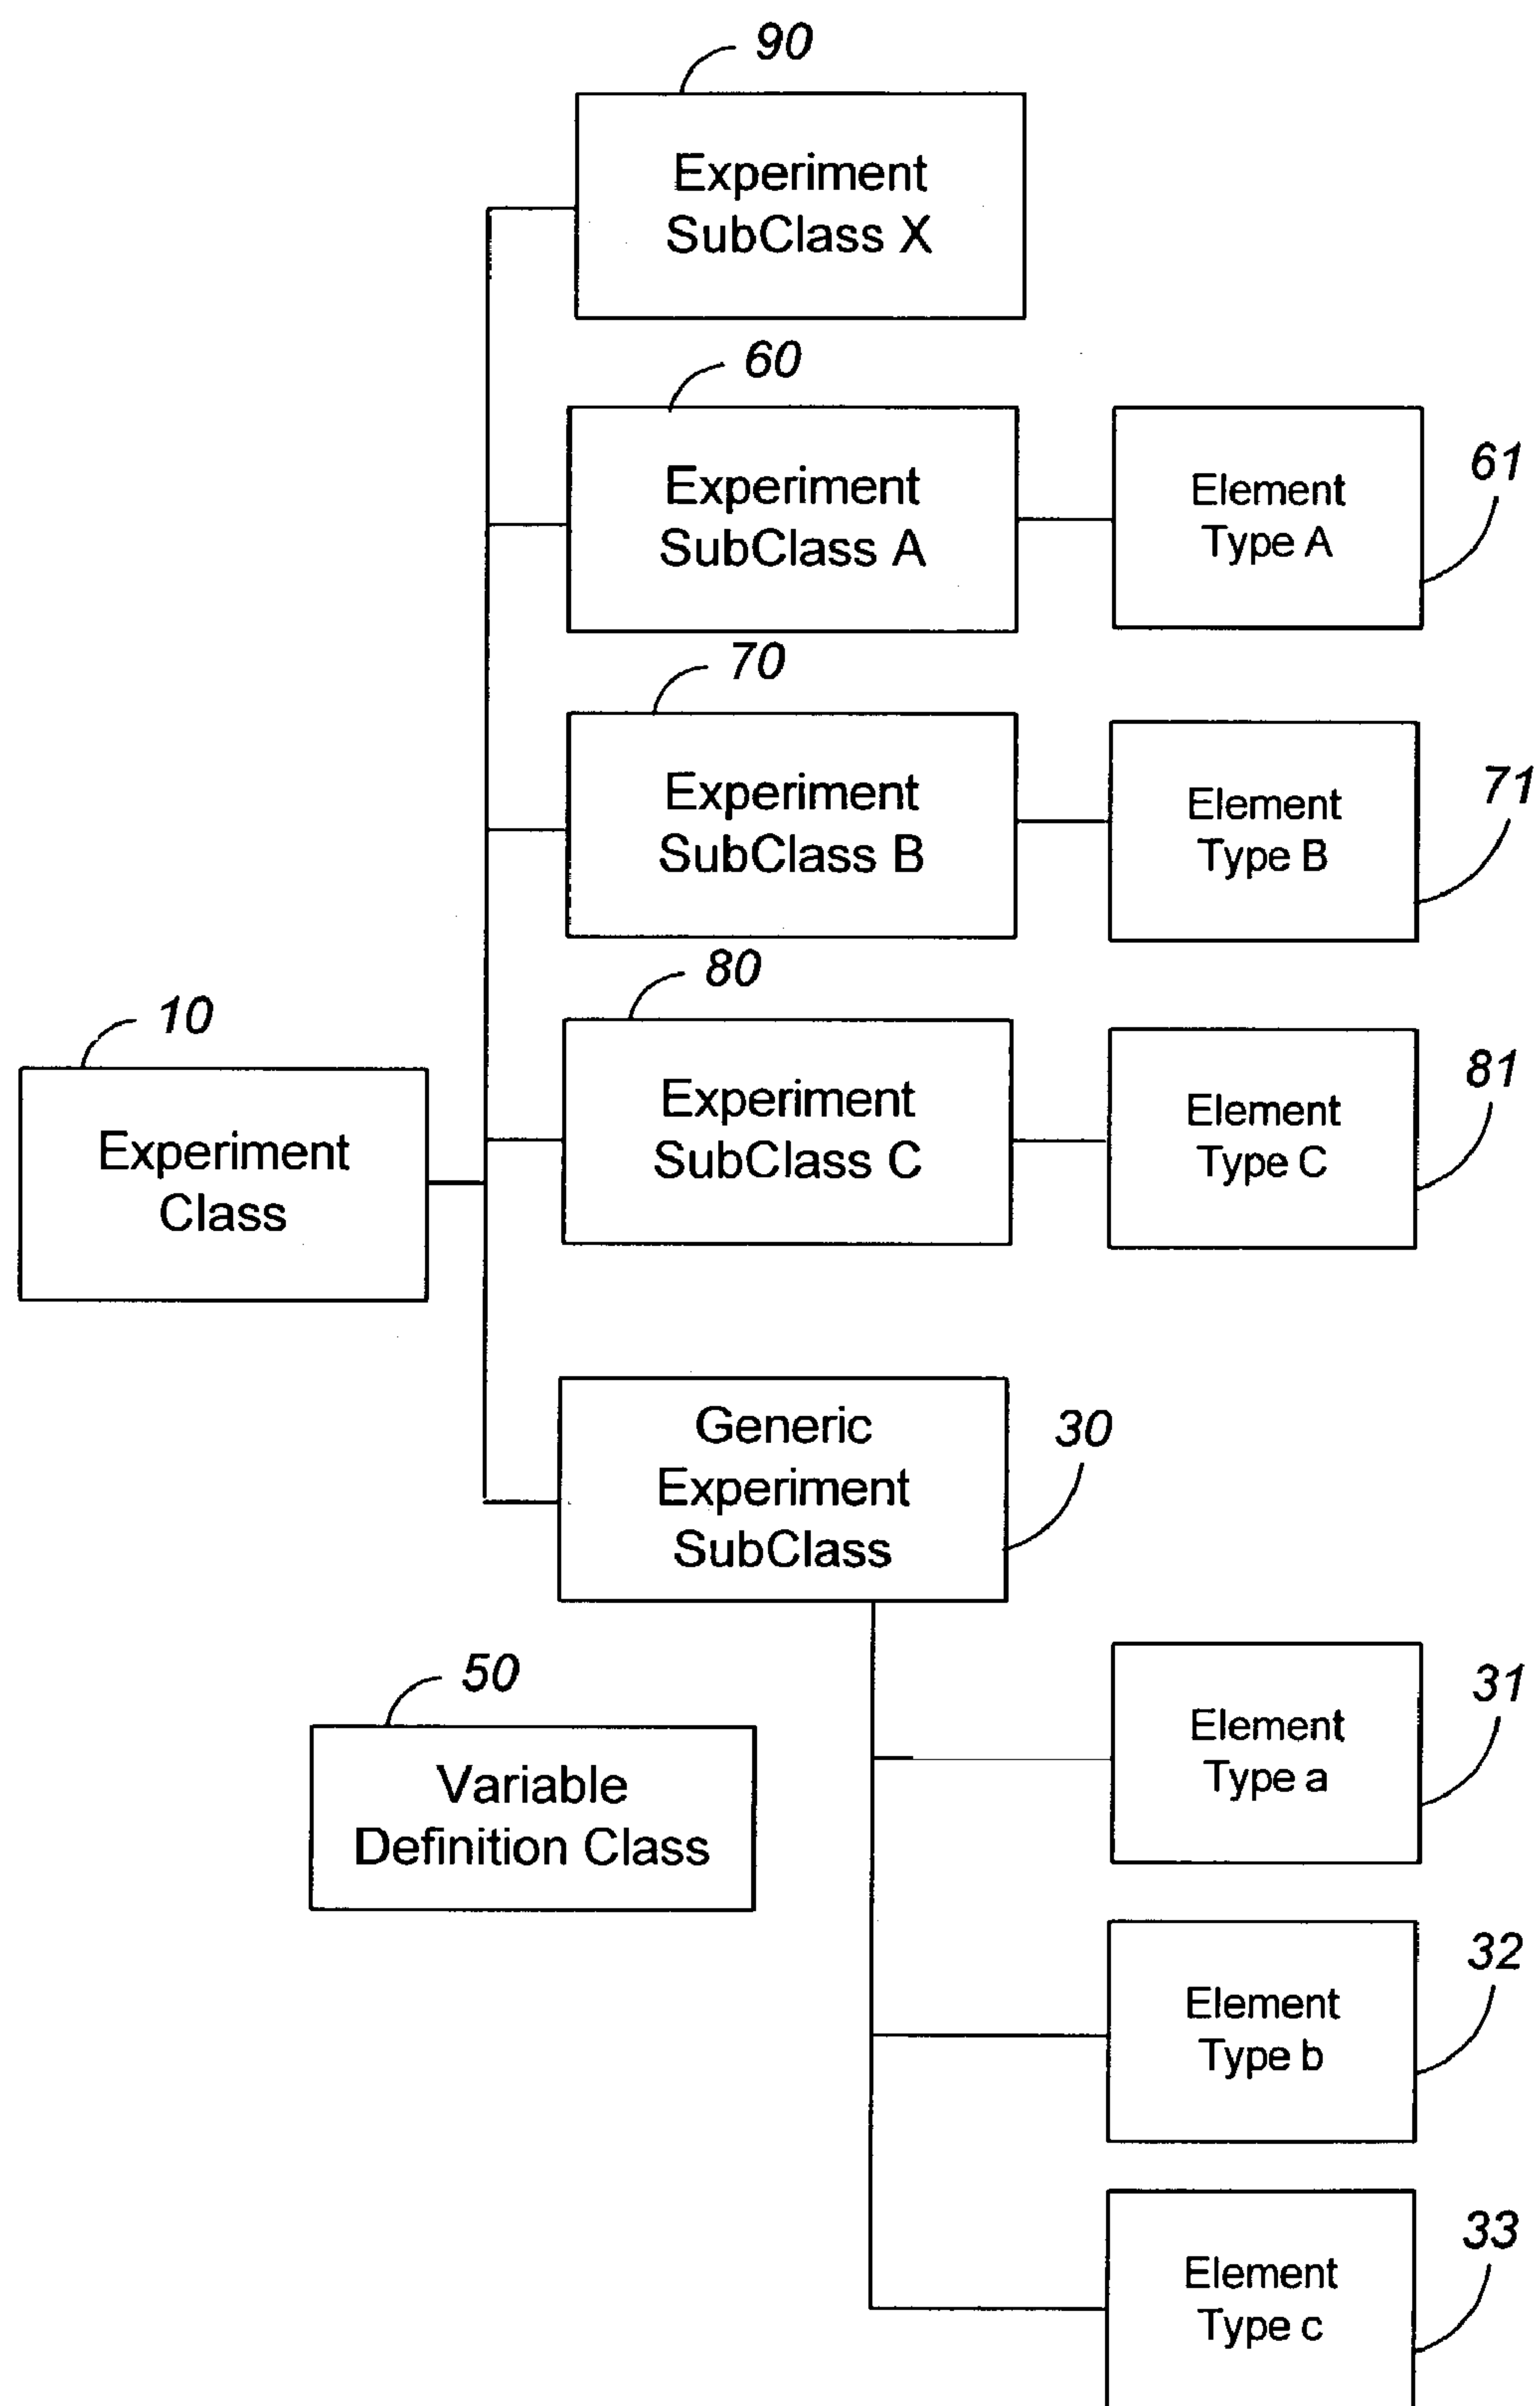 90
Experiment
SubClass X
60
Experiment
SubClass A
Element
Type A
61
70
Experiment
SubClass B
Element
Type B
71
80
Experiment
SubClass C
Element
Type C
81
10
Experiment
Class
Generic
Experiment
SubClass
30
50
Variable
Definition Class
Element
Type a
31
Element
Type b
32
Element
Type c
33